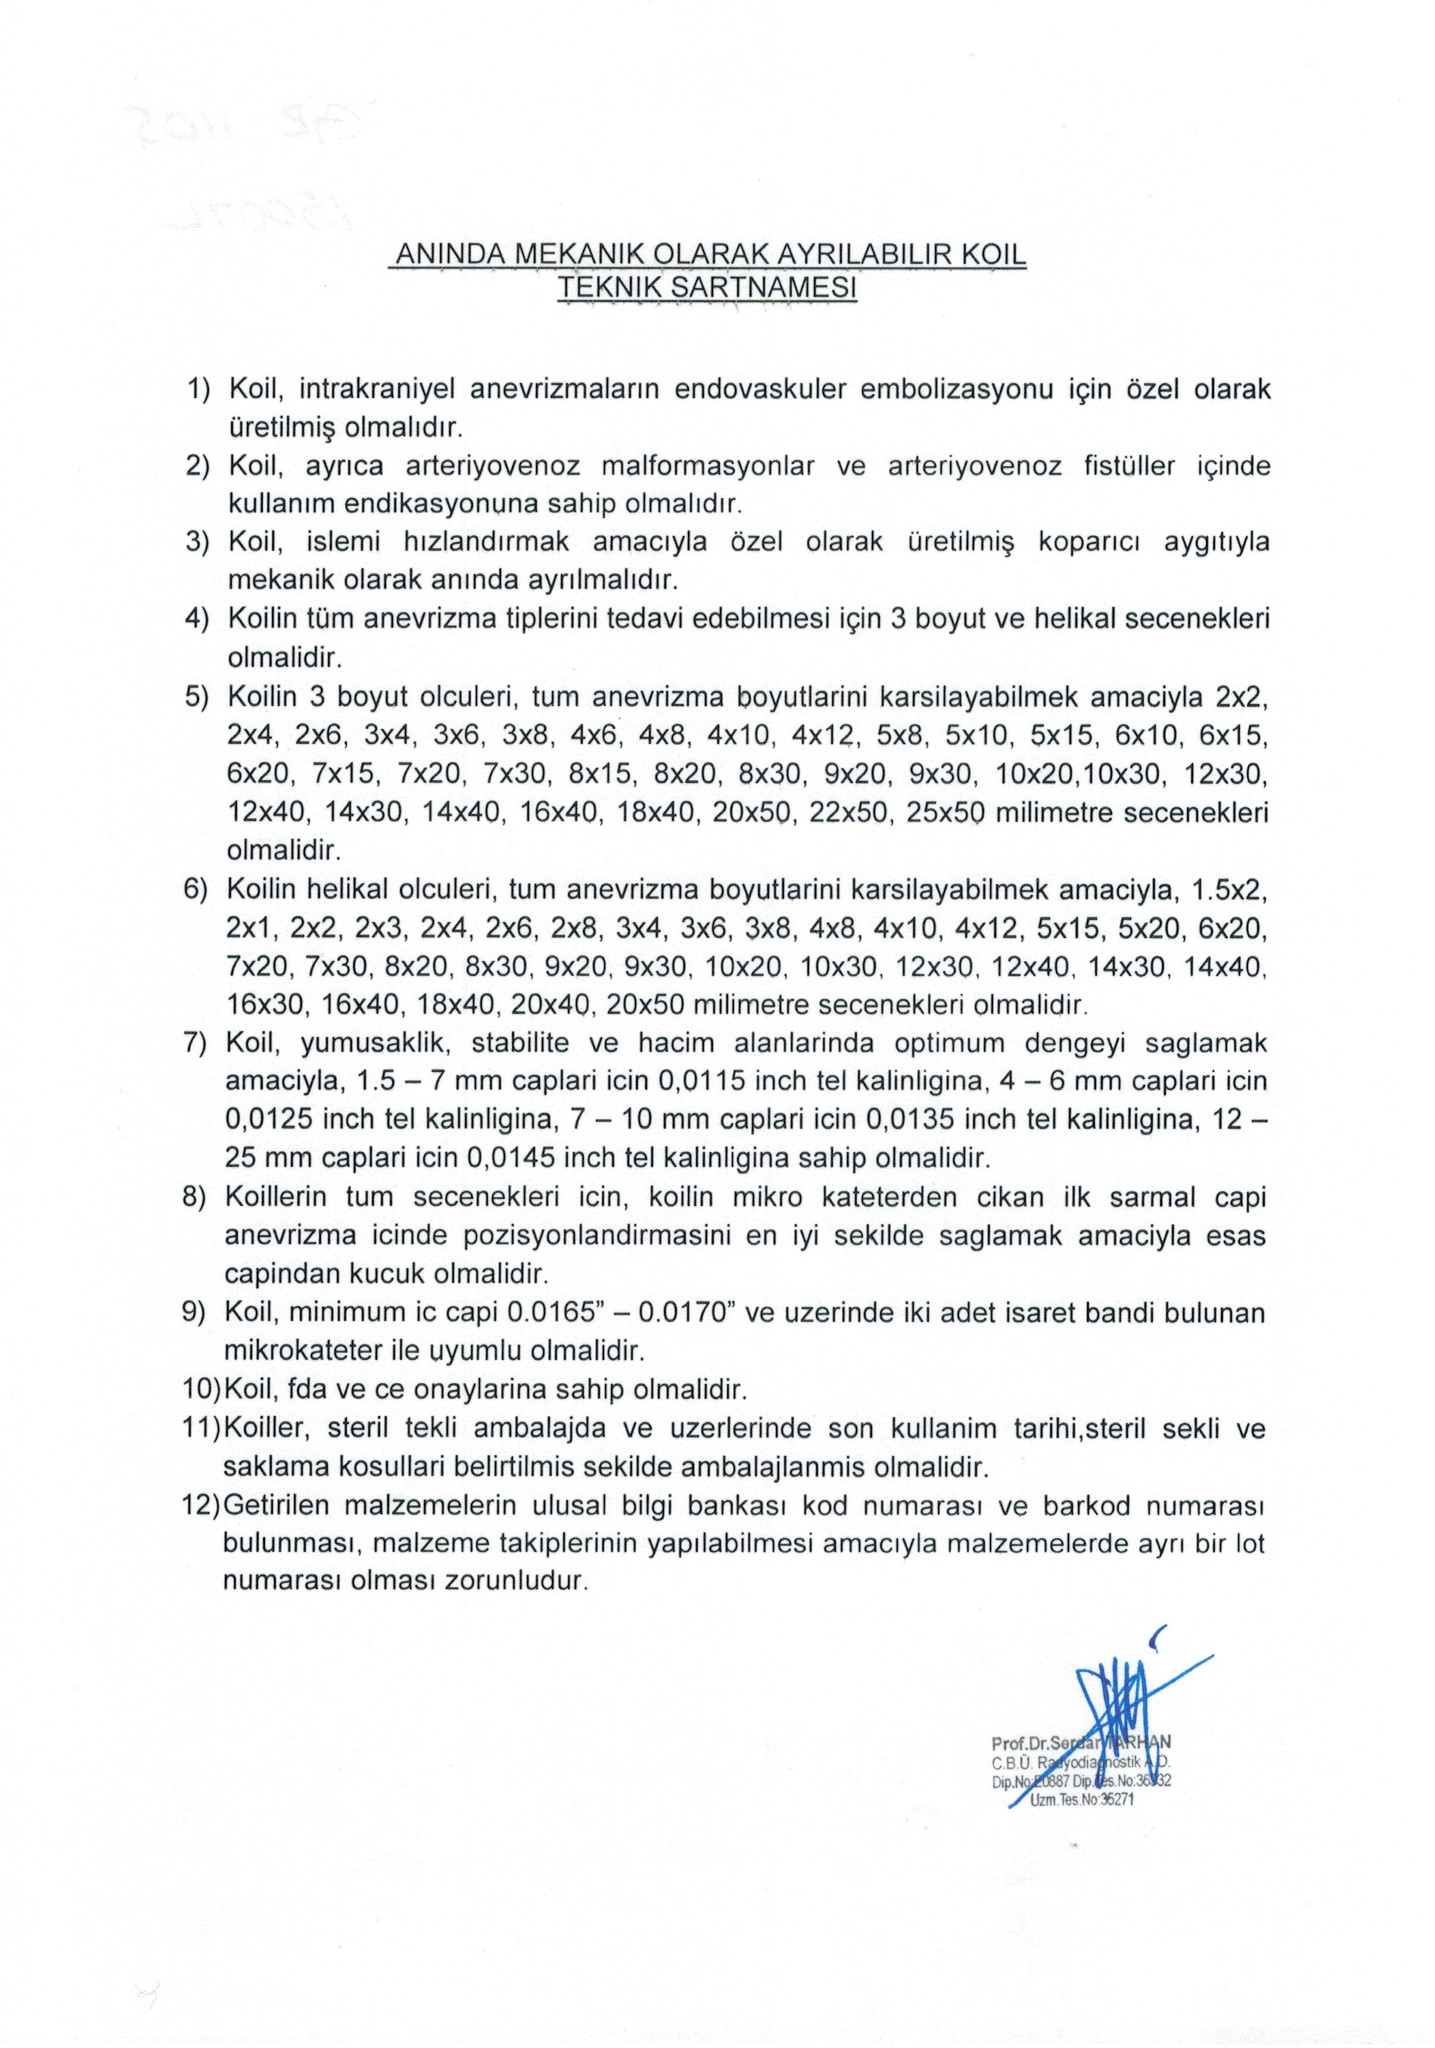 ANINDA MEKANIK OLARAK AYRILABILIR KOIL
TEKNIK SARTNAMESI
1) Koil, intrakraniyel anevrizmaların endovaskuler embolizasyonu için özel olarak
üretilmiş olmalıdır.
2) Koil, ayrıca arteriyovenoz malformasyonlar ve arteriyovenoz fistüller içinde
kullanım endikasyonuna sahip olmalıdır.
3) Koil, islemi hızlandırmak amacıyla özel olarak üretilmiş koparıcı aygıtıyla
mekanik olarak anında ayrılmalıdır.
4) Koilin tüm anevrizma tiplerini tedavi edebilmesi için 3 boyut ve helikal secenekleri
olmalidir.
5) Koilin 3 boyut olculeri, tum anevrizma boyutlarini karsilayabilmek amaciyla 2x2,
2x4, 2x6, 3x4, 3x6, 3x8, 4x6, 4x8, 4x10, 4x12, 5x8, 5x10, 5x15, 6x10, 6x15,
6x20, 7x15, 7x20, 7x30, 8x15, 8x20, 8x30, 9x20, 9x30, 10x20,10x30, 12x30,
12x40, 14x30, 14x40, 16x40, 18x40, 20x50, 22x50, 25x50 milimetre secenekleri
olmalidir.
6) Koilin helikal olculeri, tum anevrizma boyutlarini karsilayabilmek amaciyla, 1.5x2,
2x1, 2x2, 2x3, 2x4, 2x6, 2x8, 3x4, 3x6, 3x8, 4x8, 4x10, 4x12, 5x15, 5x20, 6x20,
7x20, 7x30, 8x20, 8x30, 9x20, 9x30, 10x20, 10x30, 12x30, 12x40, 14x30, 14x40,
16x30, 16x40, 18x40, 20x40, 20x50 milimetre secenekleri olmalidir.
7) Koil, yumusaklik, stabilite ve hacim alanlarinda optimum dengeyi saglamak
amaciyla, 1.5 – 7 mm caplari icin 0,0115 inch tel kalinligina, 4 – 6 mm caplari icin
0,0125 inch tel kalinligina, 7 – 10 mm caplari icin 0,0135 inch tel kalinligina, 12 –
25 mm caplari icin 0,0145 inch tel kalinligina sahip olmalidir.
8) Koillerin tum secenekleri icin, koilin mikro kateterden cikan ilk sarmal capi
anevrizma icinde pozisyonlandirmasini en iyi sekilde saglamak amaciyla esas
capindan kucuk olmalidir.
9) Koil, minimum ic capi 0.0165” – 0.0170” ve uzerinde iki adet isaret bandi bulunan
mikrokateter ile uyumlu olmalidir.
10)Koil, fda ve ce onaylarina sahip olmalidir.
11)Koiller, steril tekli ambalajda ve uzerlerinde son kullanim tarihi,steril sekli ve
saklama kosullari belirtilmis sekilde ambalajlanmis olmalidir.
12)Getirilen malzemelerin ulusal bilgi bankası kod numarası ve barkod numarası
bulunması, malzeme takiplerinin yapılabilmesi amacıyla malzemelerde ayrı bir lot
numarası olması zorunludur.
Prof.Dr.Serdar TARHAN
C.B.Ü. Radyodiagnostik A.D.
Dip.No: Dip.Tes.No:
Uzm.Tes.No:35271